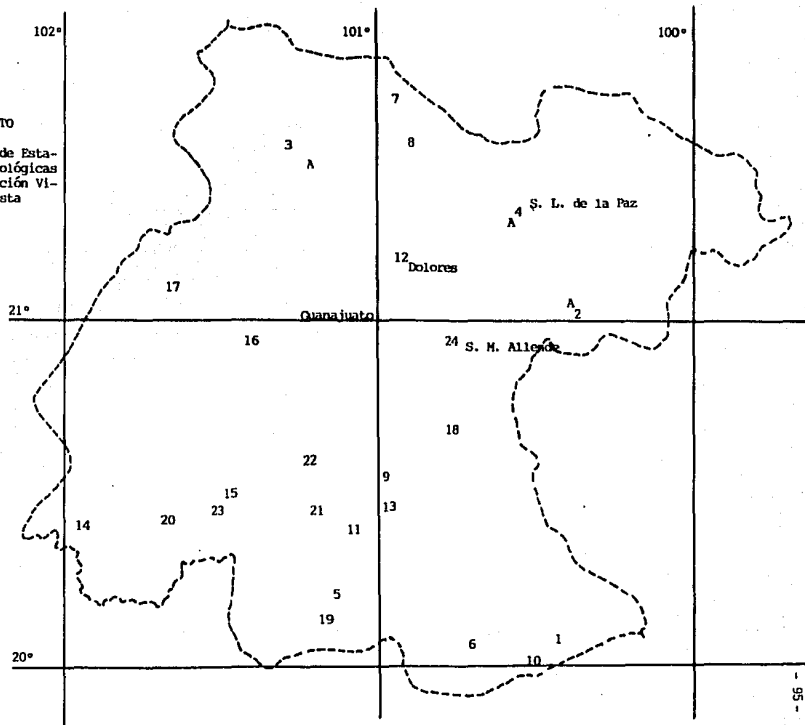 102°
101°
100°
TO
de Esta-
ológicas
ción Vi-
sta
7
8
3
A
4
A
S. L. de la Paz
12
Dolores
17
A
2
21°
Guanajuato
16
24
S. M. Allende
18
22
9
15
23
21
13
14
20
11
5
19
6
1
10
20°
- 95 -